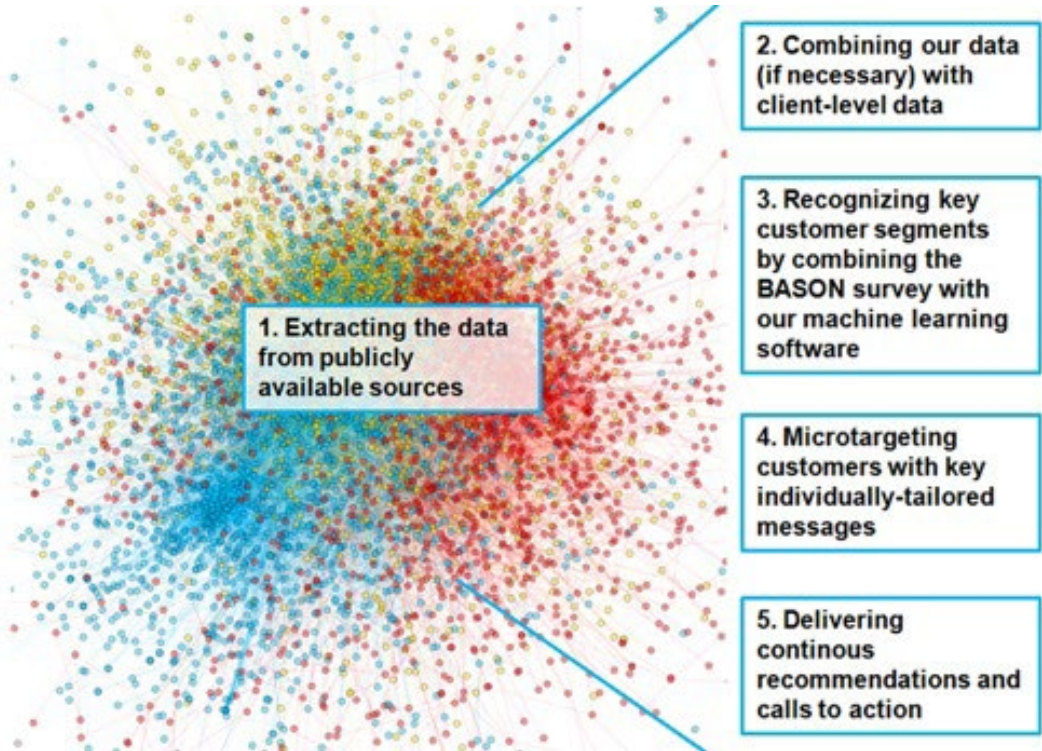 2. Combining our data
(if necessary) with
client-level data
3. Recognizing key
customer segments
by combining the
BASON survey with
our machine learning
software
1. Extracting the data
from publicly
available sources
4. Microtargeting
customers with key
individually-tailored
messages
5. Delivering
continous
recommendations and
calls to action